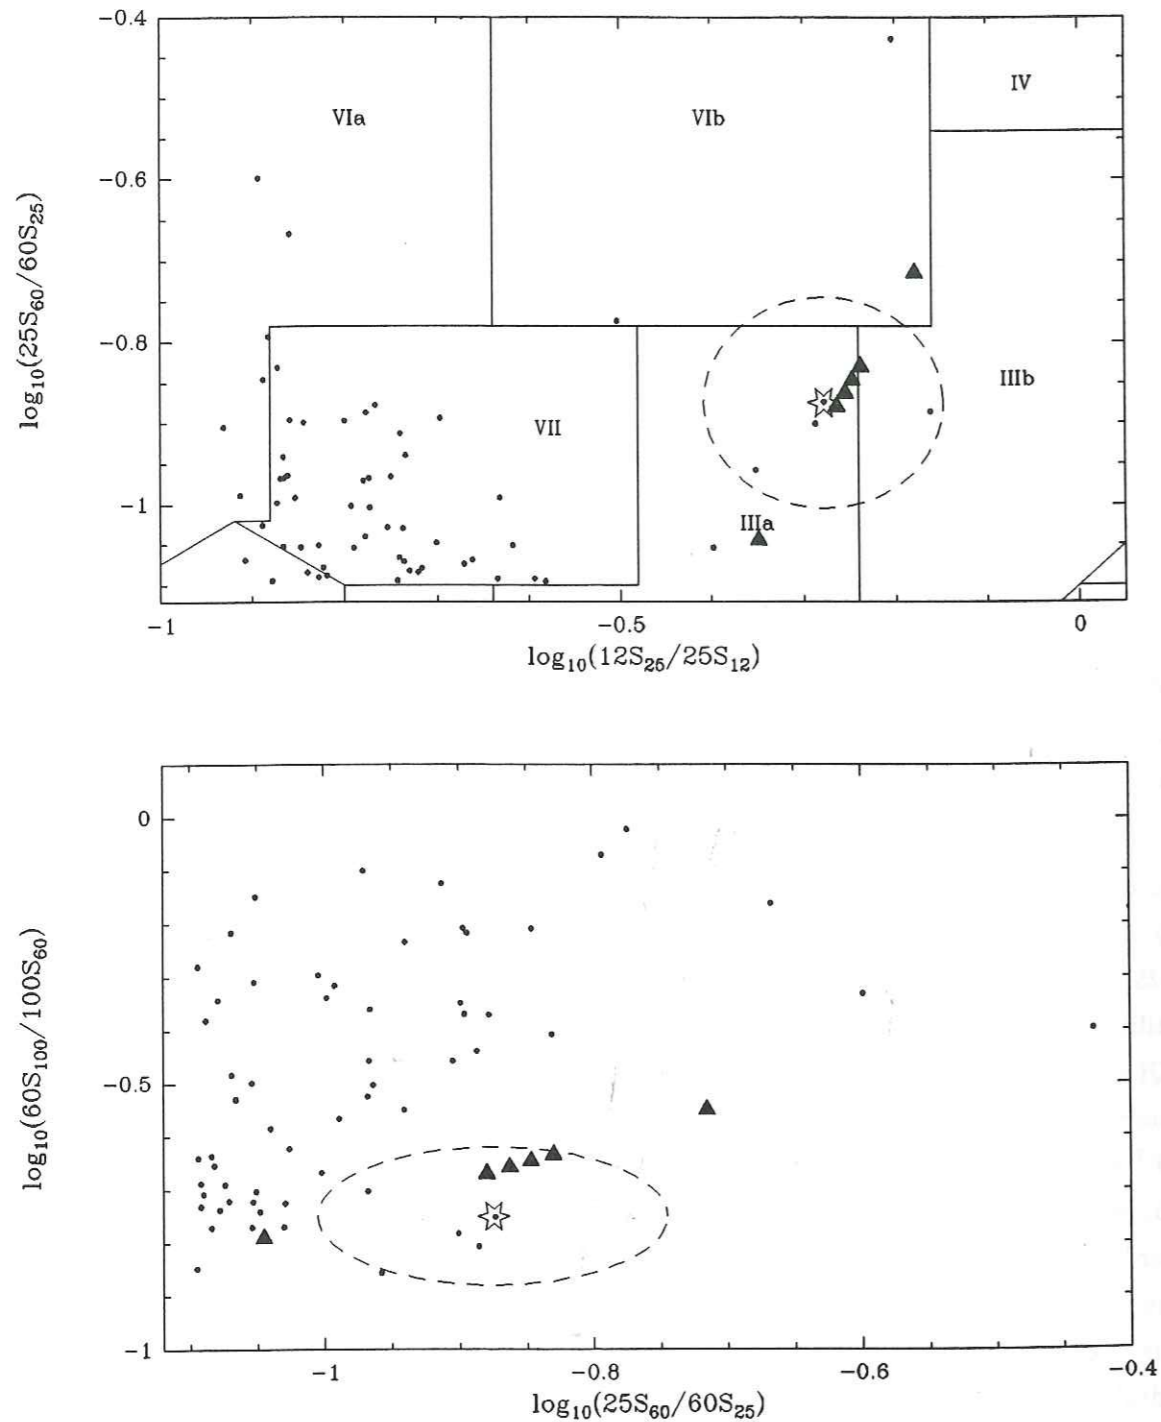 -0.4
IV
VIa
VIb
-0.6
log10(25S60/60S25)
-0.8
IIIb
VII
-1
IIIa
-1
-0.5
0
log10(12S25/25S12)
0
log10(60S100/100S60)
-0.5
-1
-1
-0.8
-0.6
-0.4
log10(25S60/60S25)